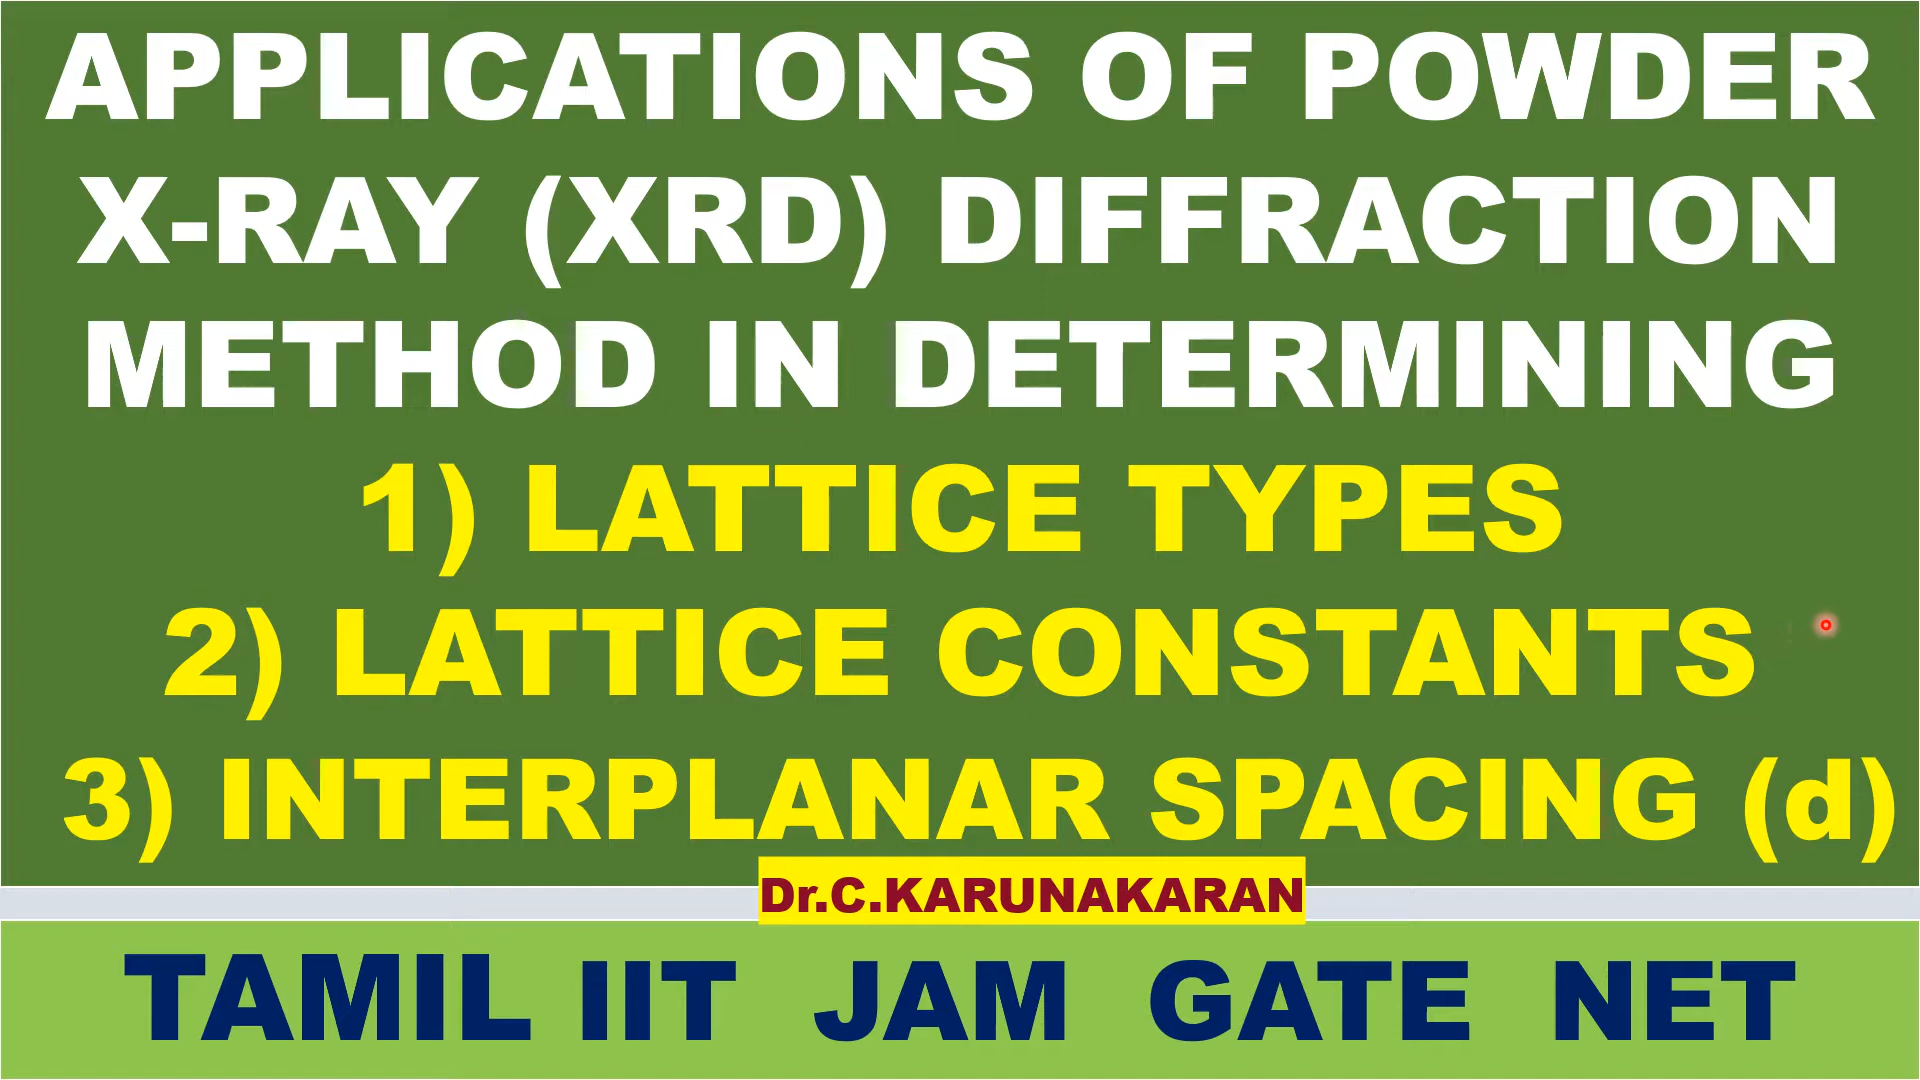 APPLICATIONS OF POWDER
X-RAY (XRD) DIFFRACTION
METHOD IN DETERMINING
1) LATTICE TYPES
2) LATTICE CONSTANTS
3) INTERPLANAR SPACING (d)
Dr.C.KARUNAKARAN
TAMIL IIT JAM GATE NET